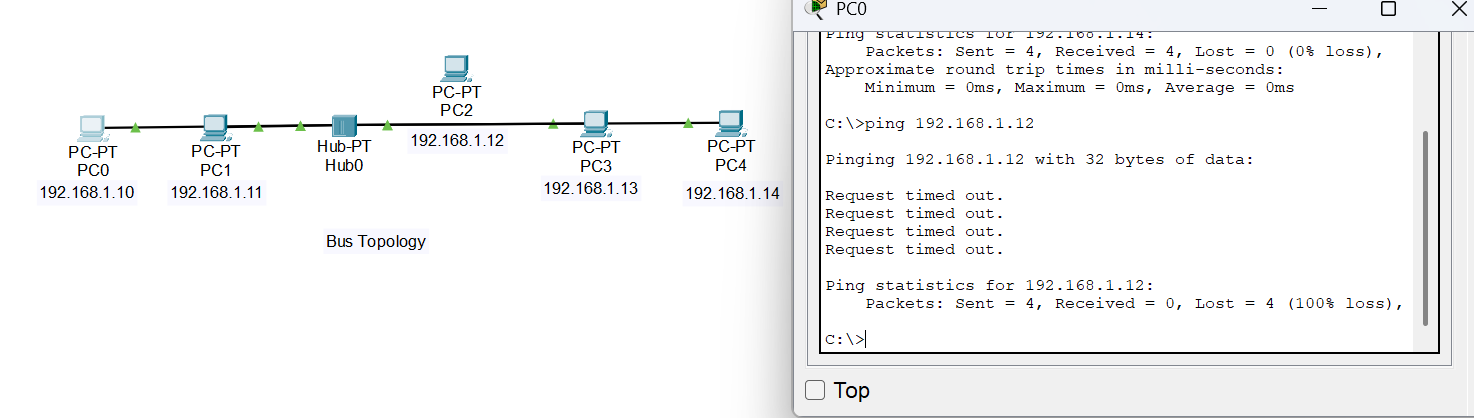 PC-PT
PC0
192.168.1.10
PC-PT
PC1
192.168.1.11
Hub-PT
Hub0
PC-PT
PC2
192.168.1.12
PC-PT
PC3
192.168.1.13
PC-PT
PC4
192.168.1.14
Bus Topology
PC0
Ping statistics for 192.168.1.14:
Packets: Sent = 4, Received = 4, Lost = 0 (0% loss),
Approximate round trip times in milli-seconds:
Minimum = 0ms, Maximum = 0ms, Average = 0ms
C:\>ping 192.168.1.12
Pinging 192.168.1.12 with 32 bytes of data:
Request timed out.
Request timed out.
Request timed out.
Request timed out.
Ping statistics for 192.168.1.12:
Packets: Sent = 4, Received = 0, Lost = 4 (100% loss),
C:\>
Top